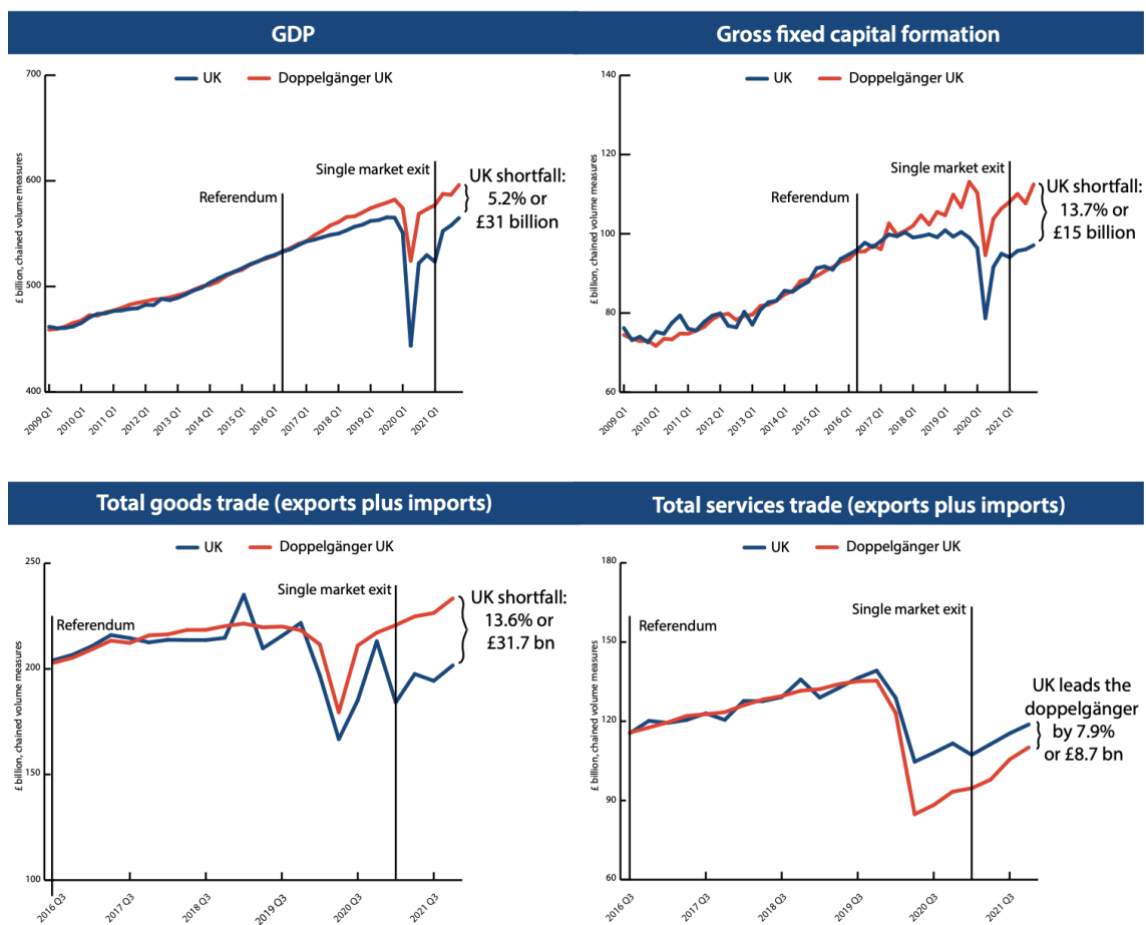 GDP
700
UK
Doppelgänger UK
£ billion, chained volume measures
600
Single market exit
Referendum
UK shortfall:
5.2% or
£31 billion
500
400
2009 Q1
2010 Q1
2011 Q1
2012 Q1
2013 Q1
2014 Q1
2015 Q1
2016 Q1
2017 Q1
2018 Q1
2019 Q1
2020 Q1
2021 Q1
Gross fixed capital formation
140
UK
Doppelgänger UK
£ billion, chained volume measures
120
Single market exit
Referendum
UK shortfall:
13.7% or
£15 billion
100
80
60
2009 Q1
2010 Q1
2011 Q1
2012 Q1
2013 Q1
2014 Q1
2015 Q1
2016 Q1
2017 Q1
2018 Q1
2019 Q1
2020 Q1
2021 Q1
Total goods trade (exports plus imports)
UK
Doppelgänger UK
250
£ billion, chained volume measures
Single market exit
Referendum
UK shortfall:
13.6% or
£31.7 bn
200
150
100
2016 Q3
2017 Q3
2018 Q3
2019 Q3
2020 Q3
2021 Q3
Total services trade (exports plus imports)
UK
Doppelgänger UK
180
£ billion, chained volume measures
Single market exit
Referendum
150
UK leads the
doppelgänger
by 7.9%
or £8.7 bn
120
90
60
2016 Q3
2017 Q3
2018 Q3
2019 Q3
2020 Q3
2021 Q3